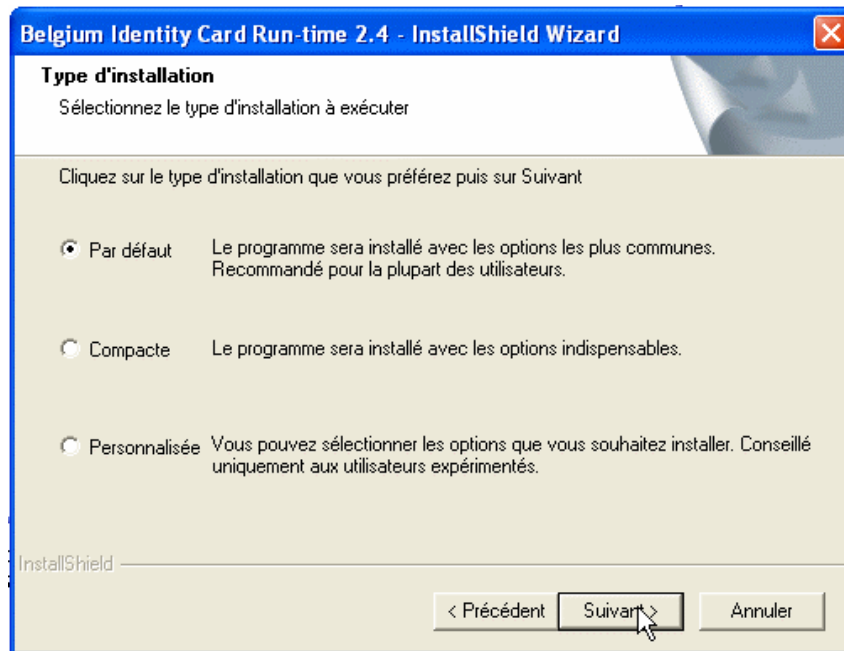 Belgium Identity Card Run-time 2.4 - InstallShield Wizard
Type d'installation
Sélectionnez le type d'installation à exécuter
Cliquez sur le type d'installation que vous préférez puis sur Suivant
Par défaut
Le programme sera installé avec les options les plus communes.
Recommandé pour la plupart des utilisateurs.
Compacte
Le programme sera installé avec les options indispensables.
Personnalisée
Vous pouvez sélectionner les options que vous souhaitez installer. Conseillé
uniquement aux utilisateurs expérimentés.
InstallShield
< Précédent
Suivant >
Annuler